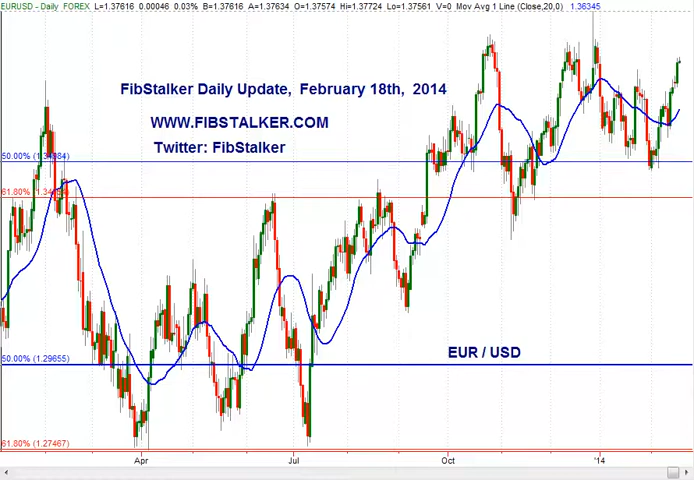 EURUSD - Daily FOREX L=1.37616 0.00046 0.03% B=1.37616 A=1.37634 O=1.37574 Hi=1.37724 Lo=1.37561 V=0 Mov Avg 1 Line (Close,20,0) 1.36345
FibStalker Daily Update, February 18th, 2014
WWW.FIBSTALKER.COM
Twitter: FibStalker
50.00%
61.80%
EUR / USD
50.00% (1.29655)
61.80% (1.27467)
Apr Jul Oct '14